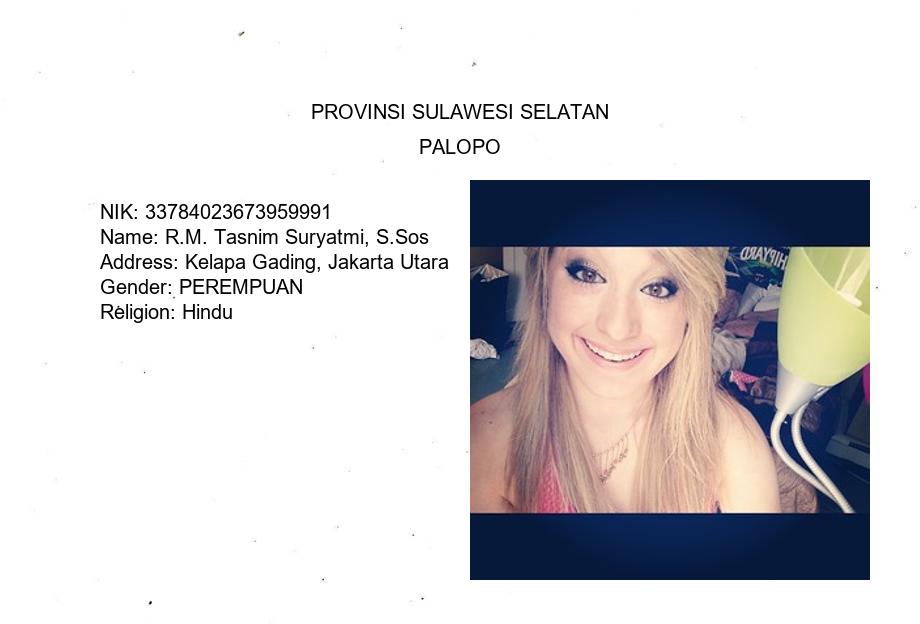 PROVINSI SULAWESI SELATAN
PALOPO
NIK: 33784023673959991
Name: R.M. Tasnim Suryatmi, S.Sos
Address: Kelapa Gading, Jakarta Utara
Gender: PEREMPUAN
Religion: Hindu
HIPYARD